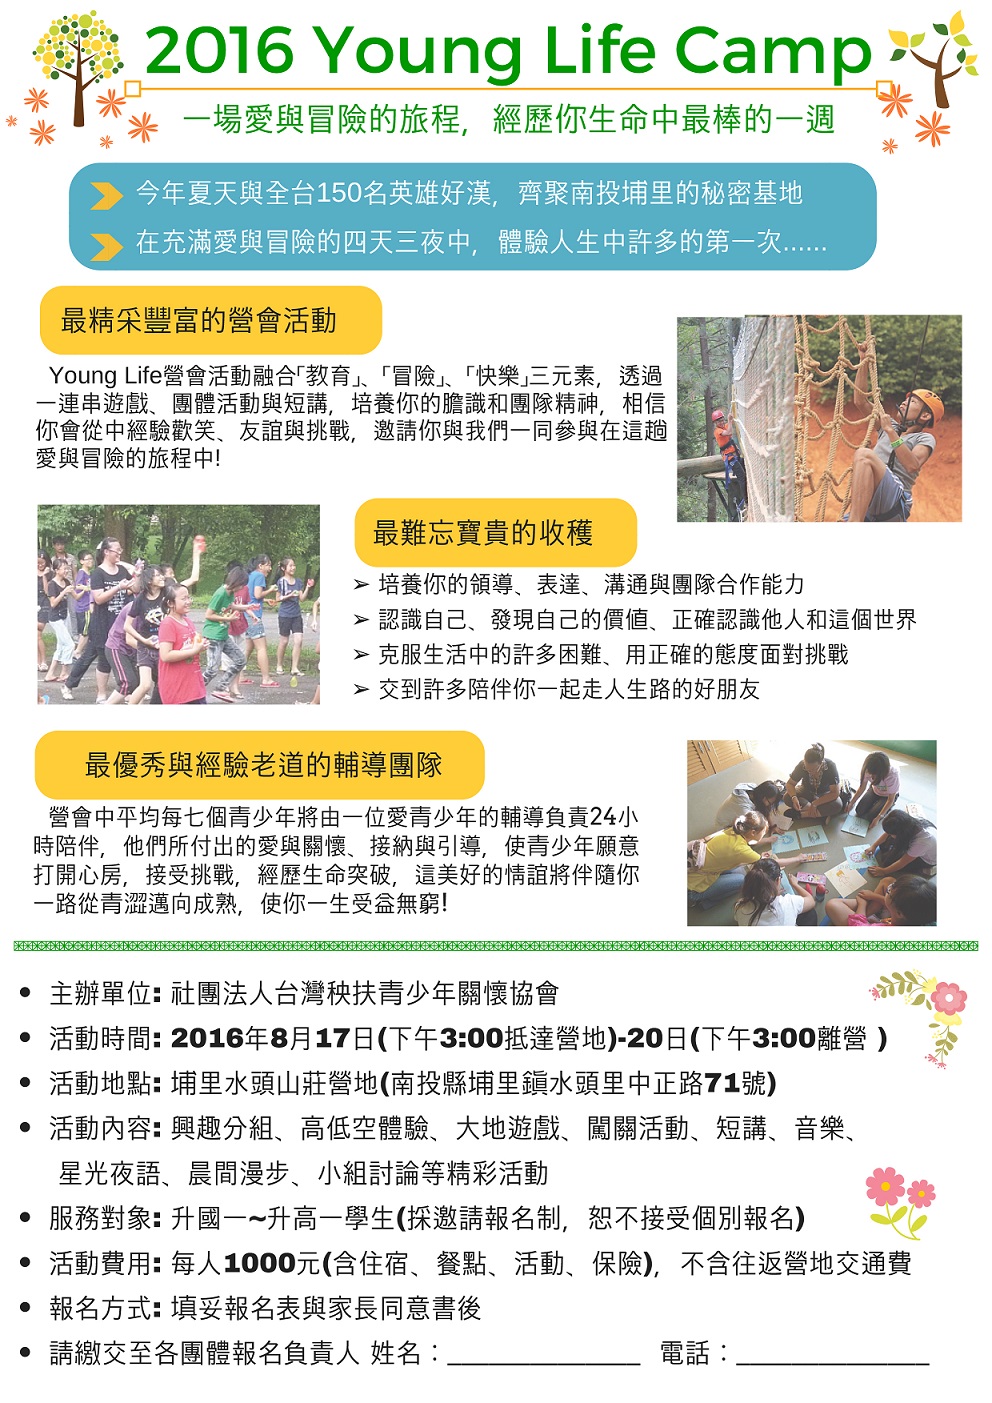 2016 Young Life Camp
一場愛與冒險的旅程，經歷你生命中最棒的一週
今年夏天與全台150名英雄好漢，齊聚南投埔里的秘密基地
在充滿愛與冒險的四天三夜中，體驗人生中許多的第一次......
最精采豐富的營會活動
Young Life營會活動融合「教育」、「冒險」、「快樂」三元素，透過
一連串遊戲、團體活動與短講，培養你的膽識和團隊精神，相信
你會從中經驗歡笑、友誼與挑戰，邀請你與我們一同參與在這趟
愛與冒險的旅程中!
最難忘寶貴的收穫
➢ 培養你的領導、表達、溝通與團隊合作能力
➢ 認識自己、發現自己的價值、正確認識他人和這個世界
➢ 克服生活中的許多困難、用正確的態度面對挑戰
➢ 交到許多陪伴你一起走人生路的好朋友
最優秀與經驗老道的輔導團隊
營會中平均每七個青少年將由一位愛青少年的輔導負責24小
時陪伴，他們所付出的愛與關懷、接納與引導，使青少年願意
打開心房，接受挑戰，經歷生命突破，這美好的情誼將伴隨你
一路從青澀邁向成熟，使你一生受益無窮!
• 主辦單位: 社團法人台灣秧扶青少年關懷協會
• 活動時間: 2016年8月17日(下午3:00抵達營地)-20日(下午3:00離營 )
• 活動地點: 埔里水頭山莊營地(南投縣埔里鎮水頭里中正路71號)
• 活動內容: 興趣分組、高低空體驗、大地遊戲、闖關活動、短講、音樂、
星光夜語、晨間漫步、小組討論等精彩活動
• 服務對象: 升國一~升高一學生(採邀請報名制，恕不接受個別報名)
• 活動費用: 每人1000元(含住宿、餐點、活動、保險)，不含往返營地交通費
• 報名方式: 填妥報名表與家長同意書後
• 請繳交至各團體報名負責人 姓名：______________ 電話：______________